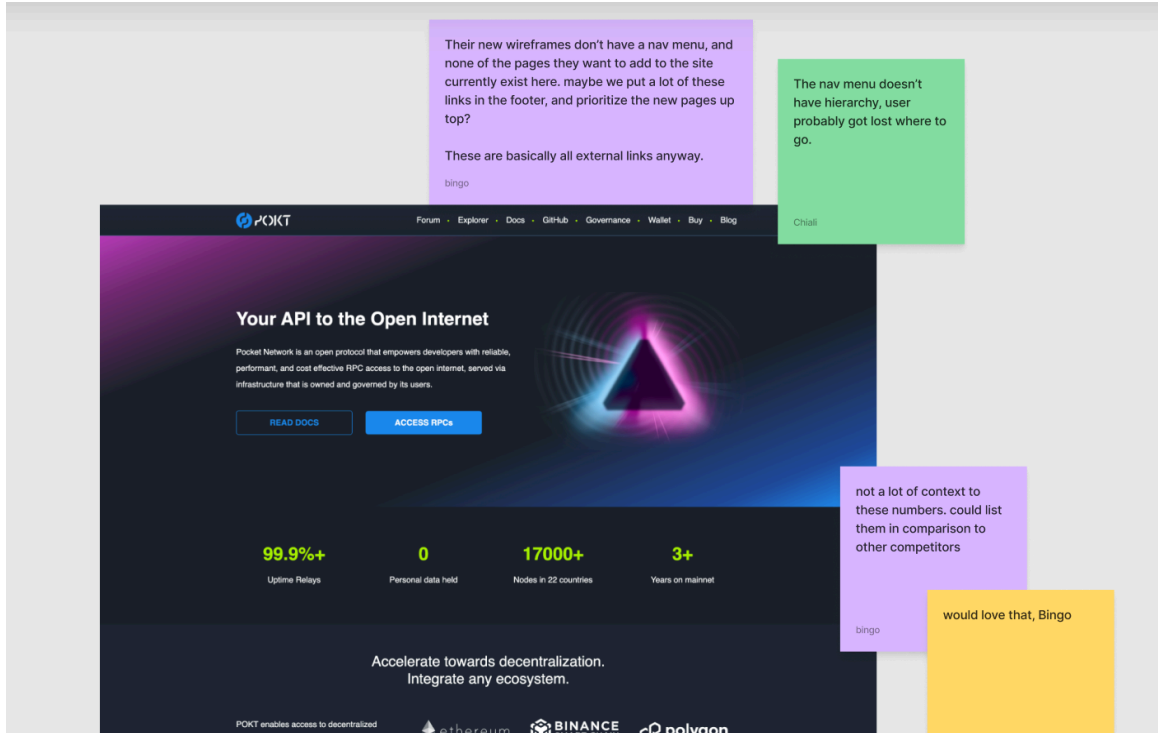 Their new wireframes don't have a nav menu, and
none of the pages they want to add to the site
currently exist here. maybe we put a lot of these
links in the footer, and prioritize the new pages up
top?
These are basically all external links anyway.
bingo
The nav menu doesn't
have hierarchy, user
probably got lost where to
go.
Chiali
POKT
Forum • Explorer • Docs • GitHub • Governance • Wallet • Buy • Blog
Your API to the Open Internet
Pocket Network is an open protocol that empowers developers with reliable,
performant, and cost effective RPC access to the open internet, served via
infrastructure that is owned and governed by its users.
READ DOCS
ACCESS RPCs
not a lot of context to
these numbers. could list
them in comparison to
other competitors
bingo
would love that, Bingo
99.9%+
Uptime Relays
0
Personal data held
17000+
Nodes in 22 countries
3+
Years on mainnet
Accelerate towards decentralization.
Integrate any ecosystem.
POKT enables access to decentralized
ethereum
BINANCE
polygon